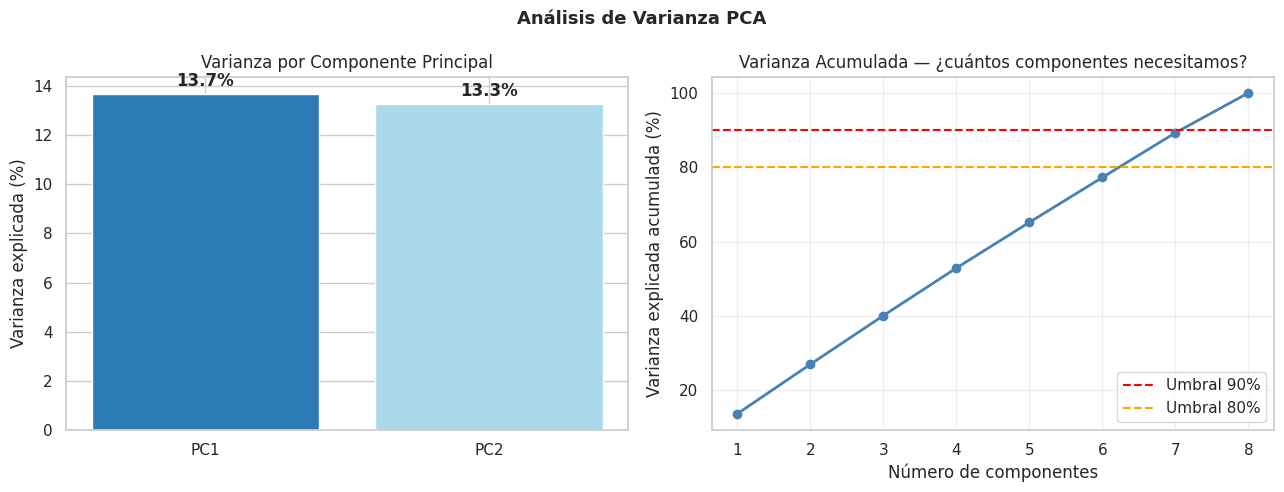 Análisis de Varianza PCA
Varianza por Componente Principal
Varianza explicada (%)
14
12
10
8
6
4
2
0
13.7%
13.3%
PC1
PC2
Varianza Acumulada — ¿cuántos componentes necesitamos?
Varianza explicada acumulada (%)
100
80
60
40
20
Umbral 90%
Umbral 80%
1 2 3 4 5 6 7 8
Número de componentes